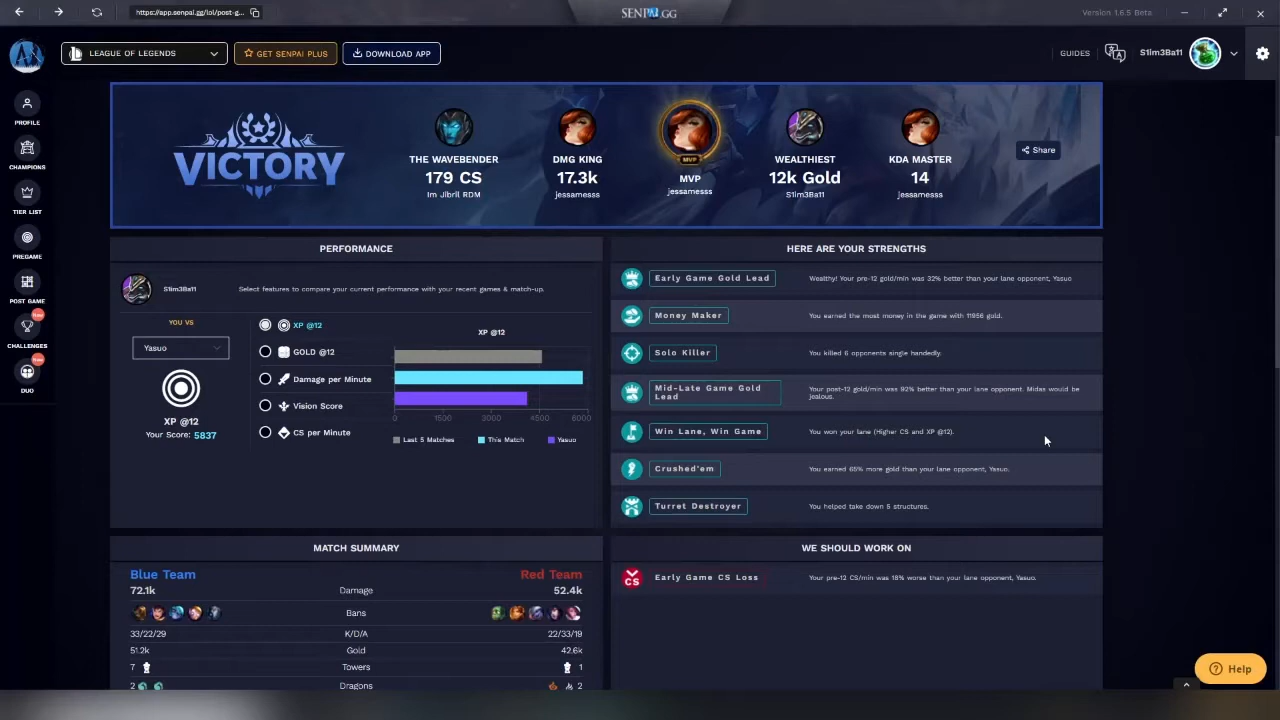 https://app.senpai.gg/lol/post-g...
SENPAI.GG
Version 1.6.5 Beta
LEAGUE OF LEGENDS
GET SENPAI PLUS
DOWNLOAD APP
GUIDES
S1im3Ba11
PROFILE
CHAMPIONS
TIER LIST
PREGAME
POST GAME
New
CHALLENGES
New
DUO
VICTORY
THE WAVEBENDER
179 CS
Im Jibril RDM
DMG KING
17.3k
jessamesss
MVP
MVP
jessamesss
WEALTHIEST
12k Gold
S1im3Ba11
KDA MASTER
14
jessamesss
Share
PERFORMANCE
S1im3Ba11
Select features to compare your current performance with your recent games & match-up.
YOU VS
Yasuo
XP @12
Your Score: 5837
XP @12
GOLD @12
Damage per Minute
Vision Score
CS per Minute
XP @12
0 1500 3000 4500 6000
Last 5 Matches This Match Yasuo
HERE ARE YOUR STRENGTHS
Early Game Gold Lead
Wealthy! Your pre-12 gold/min was 32% better than your lane opponent, Yasuo
Money Maker
You earned the most money in the game with 11956 gold.
Solo Killer
You killed 6 opponents single handedly.
Mid-Late Game Gold
Lead
Your post-12 gold/min was 92% better than your lane opponent. Midas would be
jealous.
Win Lane, Win Game
You won your lane (Higher CS and XP @12).
Crushed'em
You earned 65% more gold than your lane opponent, Yasuo.
Turret Destroyer
You helped take down 5 structures.
MATCH SUMMARY
Blue Team
Red Team
72.1k Damage 52.4k
Bans
33/22/29 K/D/A 22/33/19
51.2k Gold 42.6k
7 Towers 1
2 Dragons 2
WE SHOULD WORK ON
CS
Early Game CS Loss
Your pre-12 CS/min was 18% worse than your lane opponent, Yasuo.
Help